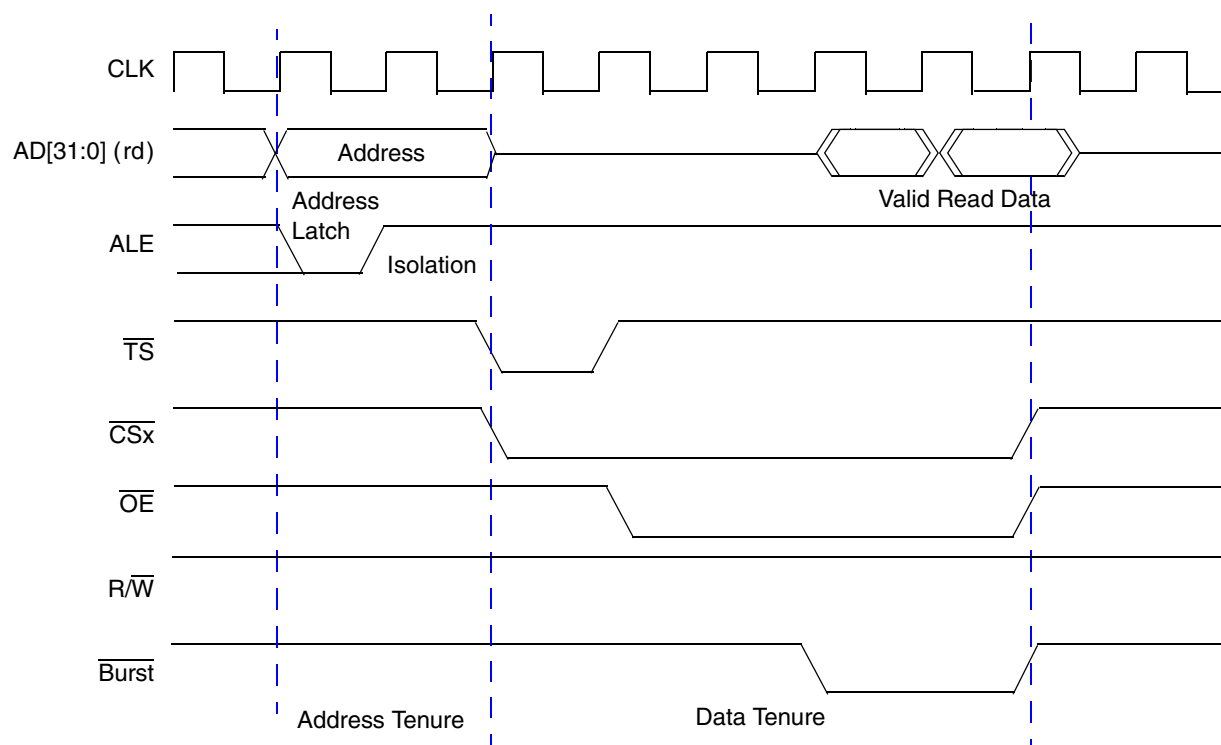 CLK
AD[31:0] (rd)
Address
Valid Read Data
Address
Latch
ALE
Isolation
TS
CSx
OE
R/W
Burst
Address Tenure
Data Tenure